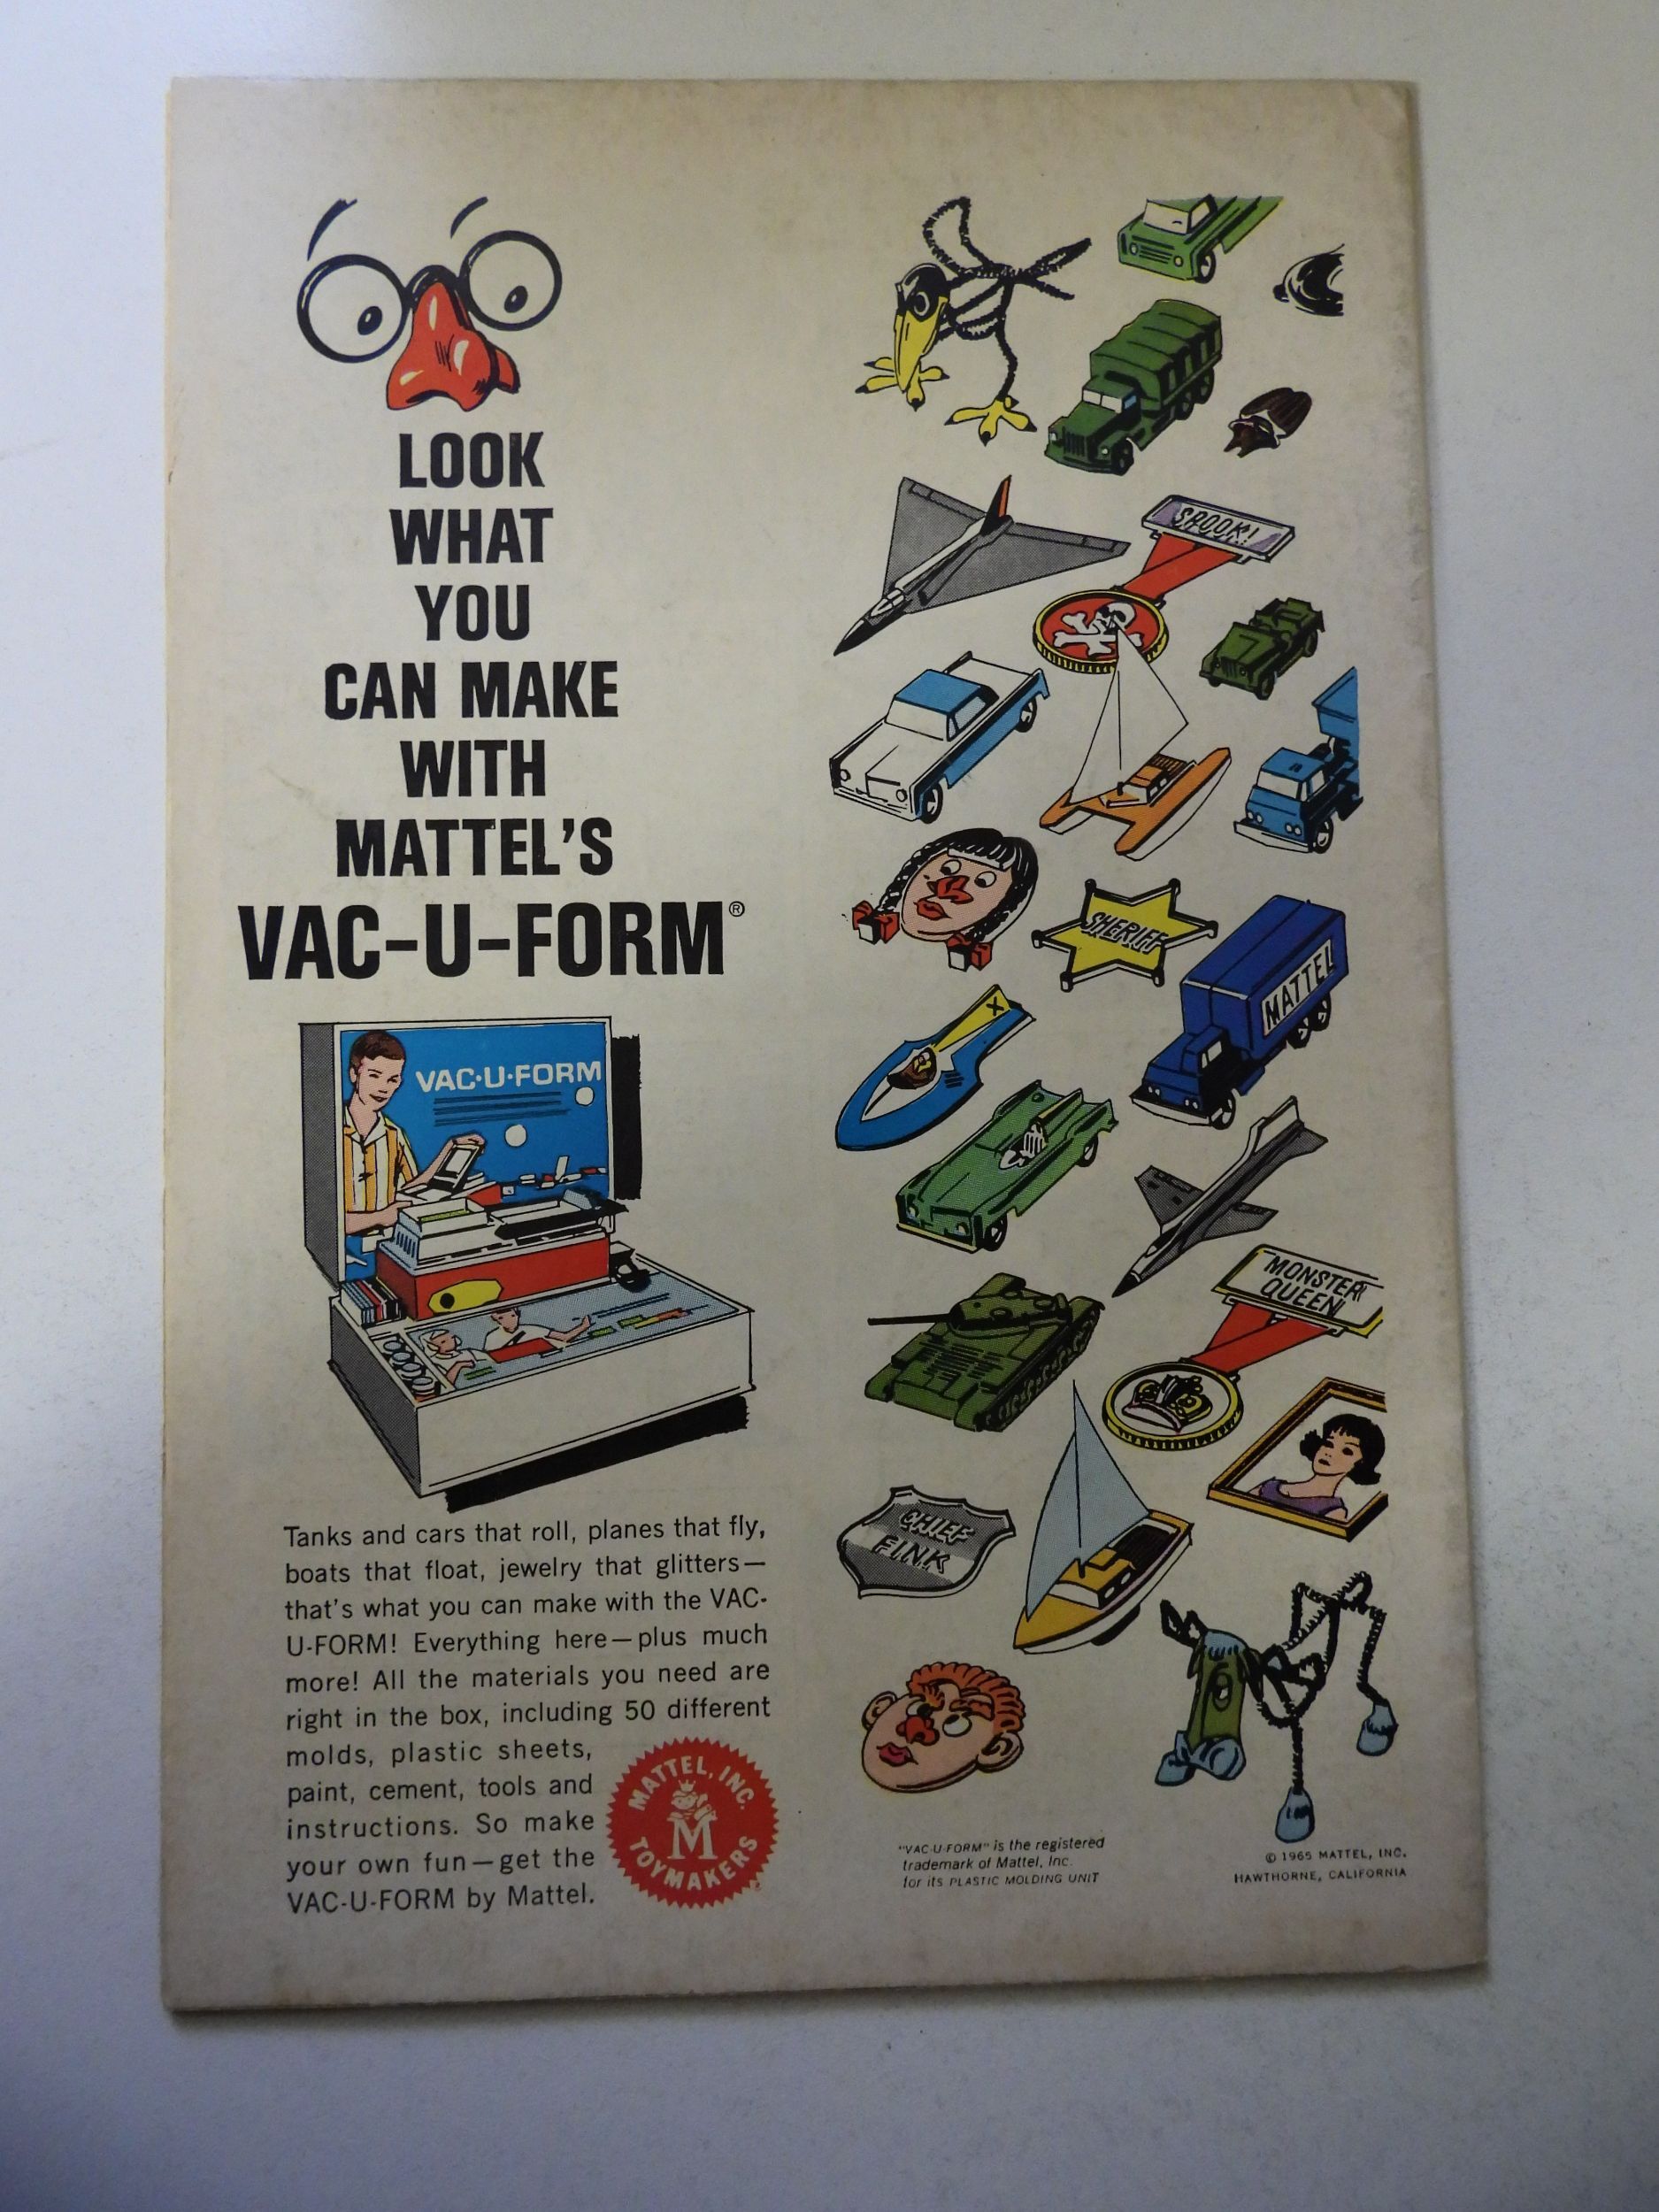 LOOK
WHAT
YOU
CAN MAKE
WITH
MATTEL'S
VAC-U-FORM®
VAC·U·FORM
Tanks and cars that roll, planes that fly,
boats that float, jewelry that glitters—
that's what you can make with the VAC-
U-FORM! Everything here—plus much
more! All the materials you need are
right in the box, including 50 different
molds, plastic sheets,
paint, cement, tools and
instructions. So make
your own fun—get the
VAC-U-FORM by Mattel.
MATTEL, INC.
M
TOYMAKERS
SPOOK!
SHERIFF
MATTEL
X
MONSTER
QUEEN
CHIEF
FINK
"VAC-U-FORM" is the registered
trademark of Mattel, Inc.
for its PLASTIC MOLDING UNIT
© 1965 MATTEL, INC.
HAWTHORNE, CALIFORNIA